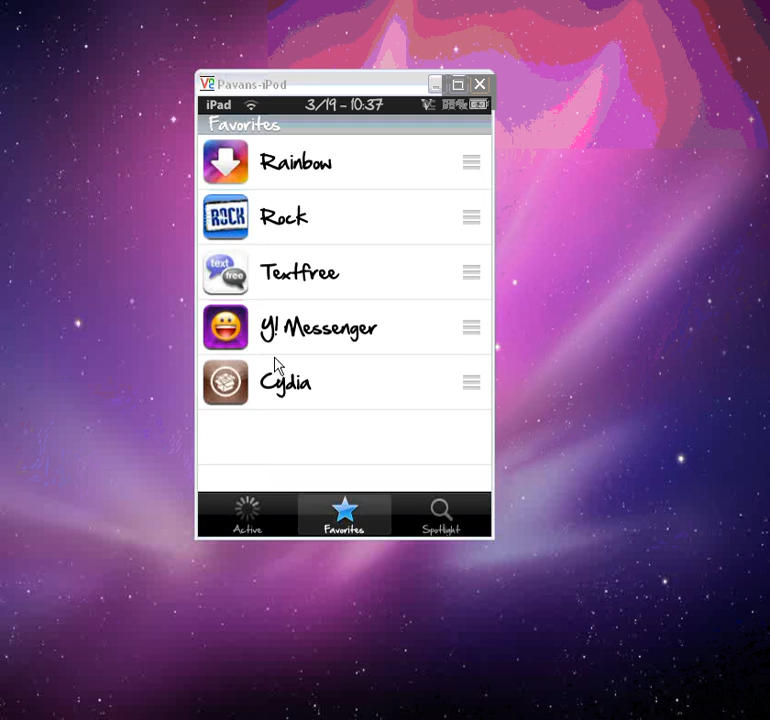 Pavans-iPod
iPad 3/19 - 10:37
Favorites
Rainbow
ROCK Rock
text free Textfree
Y! Messenger
Cydia
Active Favorites Spotlight